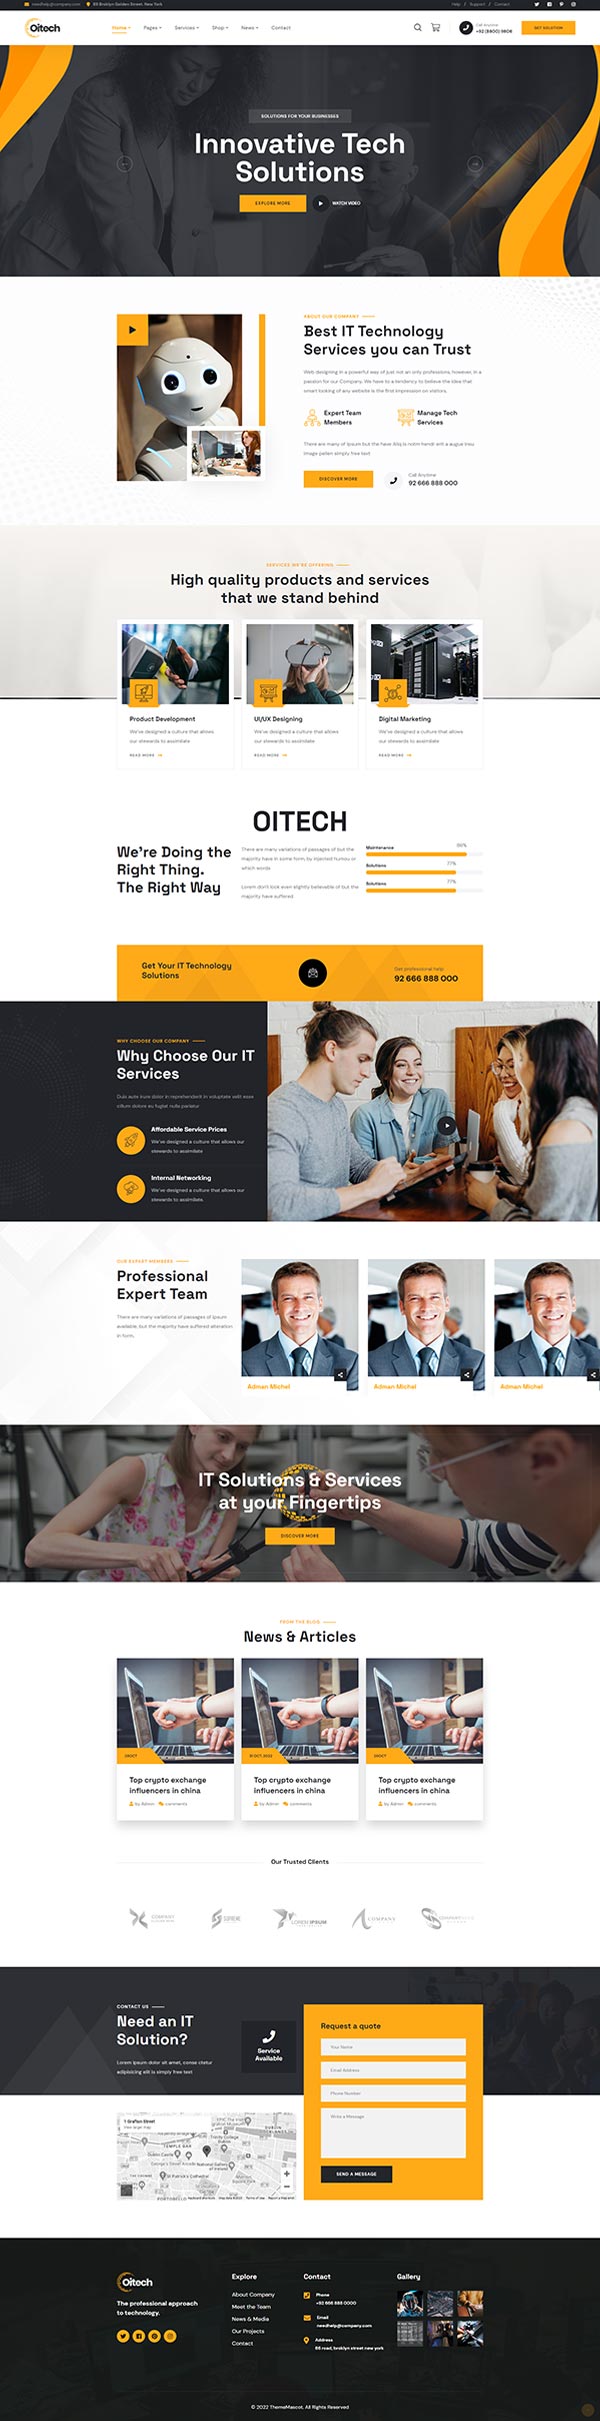 needhelp@company.com
88 Broklyn Golden Street. New York
Help / Support / Contact
Oitech
Home
Pages
Services
Shop
News
Contact
Call Anytime
+92 (8800) 9806
GET SOLUTION
SOLUTIONS FOR YOUR BUSINESSES
Innovative Tech
Solutions
EXPLORE MORE
WATCH VIDEO
ABOUT OUR COMPANY
Best IT Technology
Services you can Trust
Web designing in a powerful way of just not an only professions, however, in a
passion for our Company. We have to a tendency to believe the idea that
smart looking of any website is the first impression on visitors.
Expert Team
Members
Manage Tech
Services
There are many of lpsum but the have Aliq is notm hendr erit a augue insu
image pellen simply free text
DISCOVER MORE
Call Anytime
92 666 888 000
SERVICES WE'RE OFFERING
High quality products and services
that we stand behind
Product Development
We've designed a culture that allows
our stewards to assimilate
READ MORE
UI/UX Designing
We've designed a culture that allows
our stewards to assimilate
READ MORE
Digital Marketing
We've designed a culture that allows
our stewards to assimilate
READ MORE
OITECH
We're Doing the
Right Thing.
The Right Way
There are many variations of passages of but the
majority have in some form, by injected humou or
which words
Lorem don't look even slightly believable of but the
majority have suffered.
Maintenance
86%
Solutions
77%
Solutions
77%
Get Your IT Technology
Solutions
Get professional help
92 666 888 000
WHY CHOOSE OUR COMPANY
Why Choose Our IT
Services
Duis aute irure dolor in reprehenderit in voluptate velit esse
cillum dolore eu fugiat nulla pariatur
Affordable Service Prices
We've designed a culture that allows our
stewards to assimilate
Internal Networking
We've designed a culture that allows our
stewards to assimilate
OUR EXPERT MEMBERS
Professional
Expert Team
There are many variations of passages of Ipsum
available, but the majority have suffered alteration
in form,
Adman Michel
Adman Michel
Adman Michel
IT Solutions & Services
at your Fingertips
DISCOVER MORE
FROM THE BLOG
News & Articles
Top crypto exchange
influencers in china
by Admin
comments
Top crypto exchange
influencers in china
by Admin
comments
Top crypto exchange
influencers in china
by Admin
comments
Our Trusted Clients
COMPANY
SUPREME
LOREM IPSUM
COMPANY
CONTACT US
Need an IT
Solution?
Lorem ipsum dolor sit amet, conse ctetur
adipisicing elit is simply free text
Service
Available
Request a quote
Your Name
Email Address
Phone Number
Write a Message
SEND A MESSAGE
1 Grafton Street
View larger map
TEMPLE BAR
PORTOBELLO
Oitech
The professional approach
to technology.
Explore
About Company
Meet the Team
News & Media
Our Projects
Contact
Contact
Phone
+92 666 888 0000
Email
needhelp@company.com
Address
66 road, broklyn street new york
Gallery
© 2022 ThemeMascot. All Rights Reserved